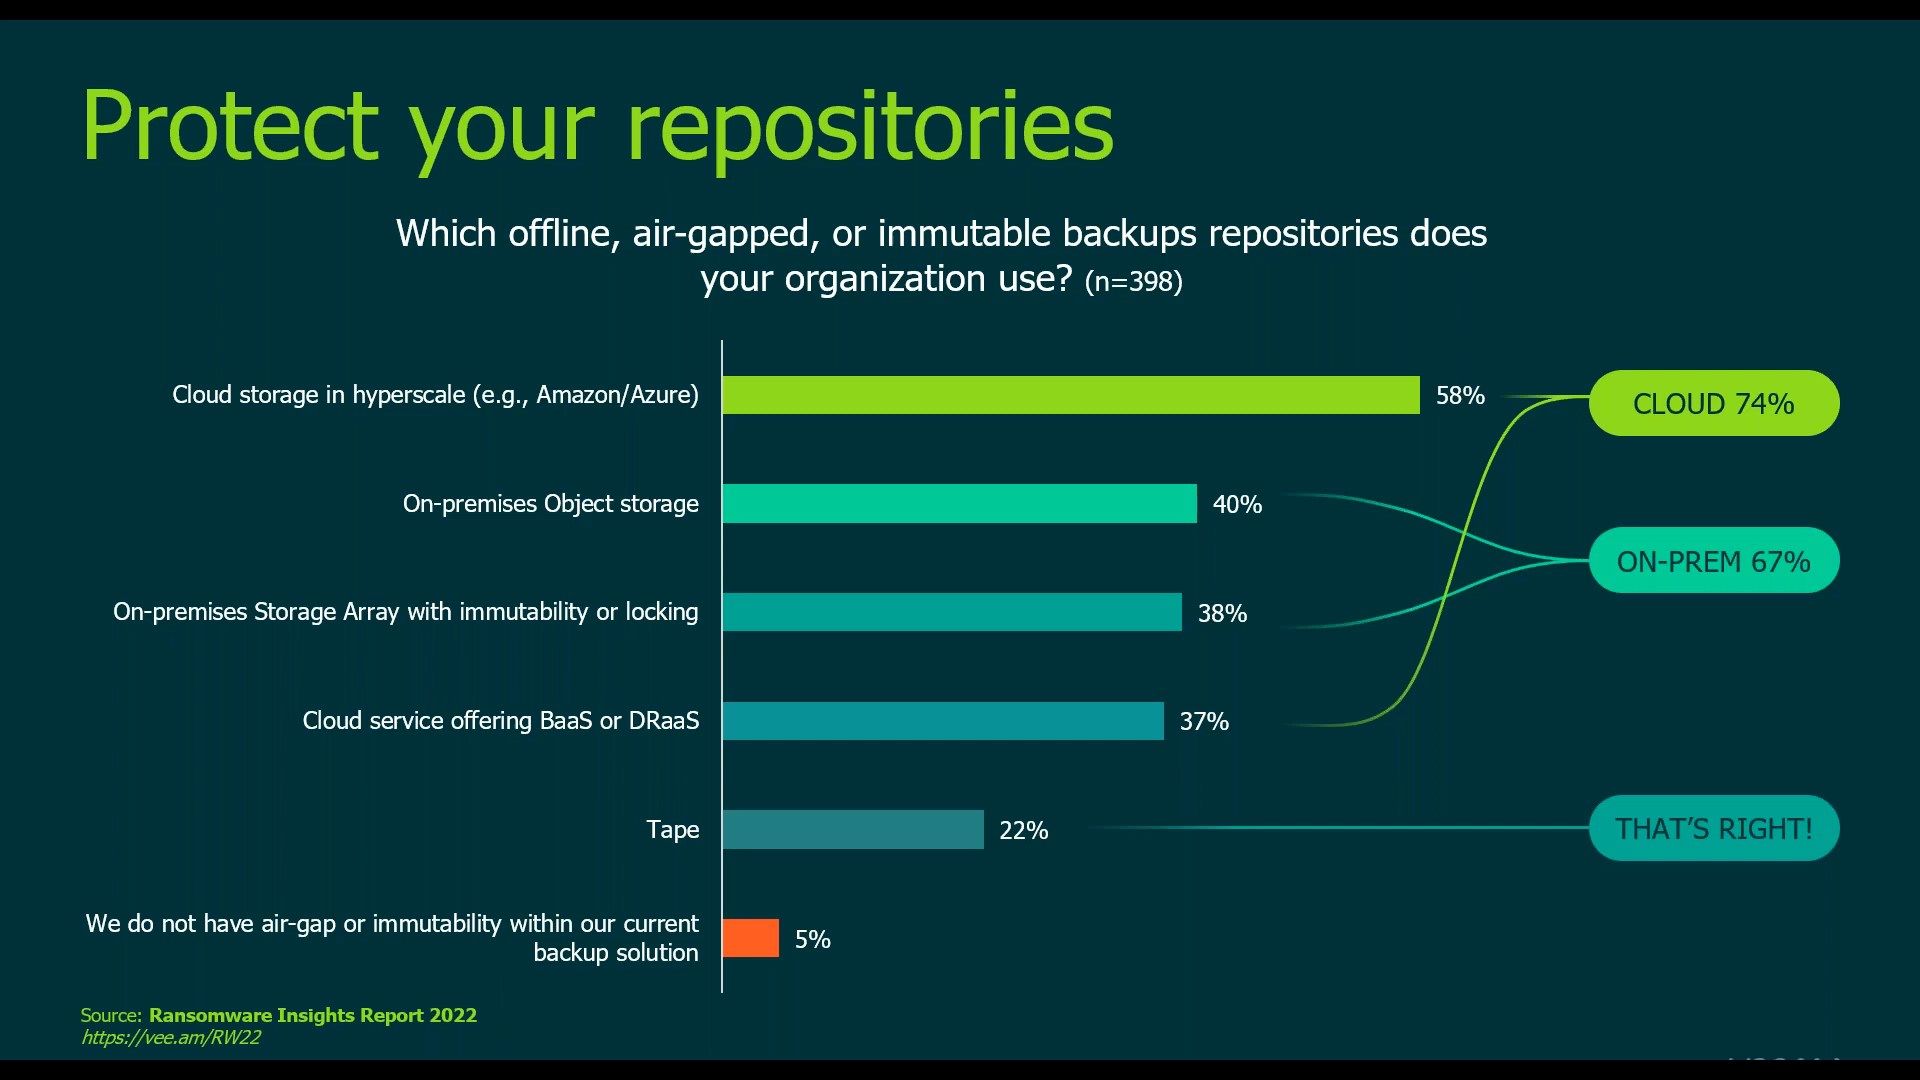 Protect your repositories
Which offline, air-gapped, or immutable backups repositories does
your organization use? (n=398)
Cloud storage in hyperscale (e.g., Amazon/Azure)
58%
CLOUD 74%
On-premises Object storage
40%
ON-PREM 67%
On-premises Storage Array with immutability or locking
38%
Cloud service offering BaaS or DRaaS
37%
Tape
22%
THAT'S RIGHT!
We do not have air-gap or immutability within our current
backup solution
5%
Source: Ransomware Insights Report 2022
https://vee.am/RW22